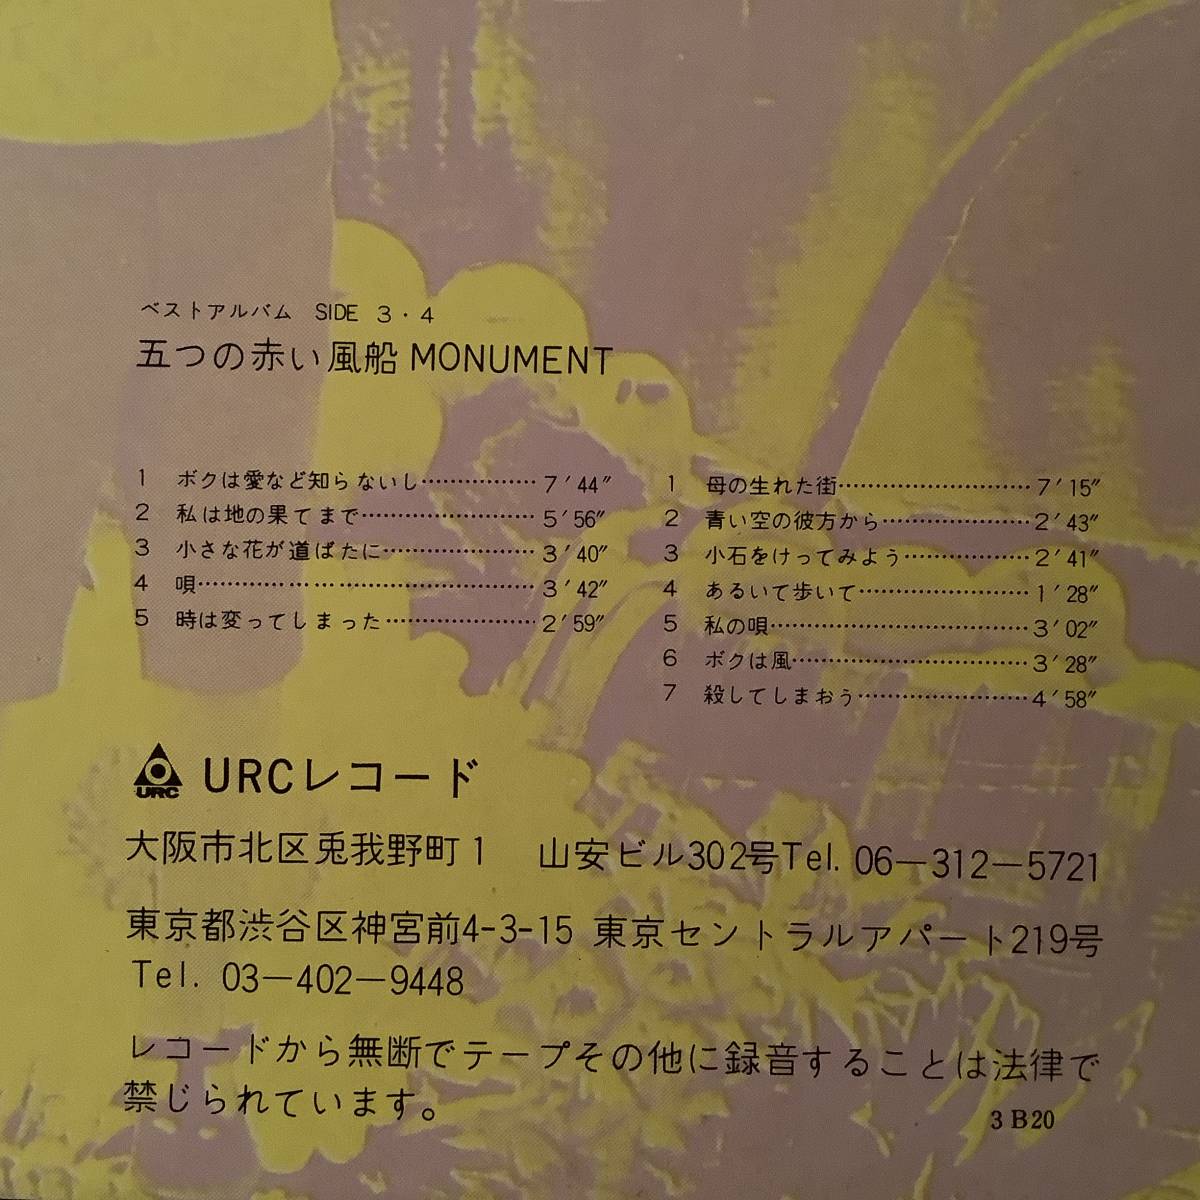 ベストアルバム SIDE 3・4
五つの赤い風船 MONUMENT
1 ボクは愛など知らないし……………7′44″
2 私は地の果てまで……………………5′56″
3 小さな花が道ばたに…………………3′40″
4 唄………………………………………3′42″
5 時は変ってしまった…………………2′59″
1 母の生れた街…………………………7′15″
2 青い空の彼方から…………………2′43″
3 小石をけってみよう………………2′41″
4 あるいて歩いて……………………1′28″
5 私の唄………………………………3′02″
6 ボクは風……………………………3′28″
7 殺してしまおう……………………4′58″
URC URCレコード
大阪市北区兎我野町1 山安ビル302号Tel. 06—312—5721
東京都渋谷区神宮前4-3-15 東京セントラルアパート219号
Tel. 03—402—9448
レコードから無断でテープその他に録音することは法律で
禁じられています。
3 B20